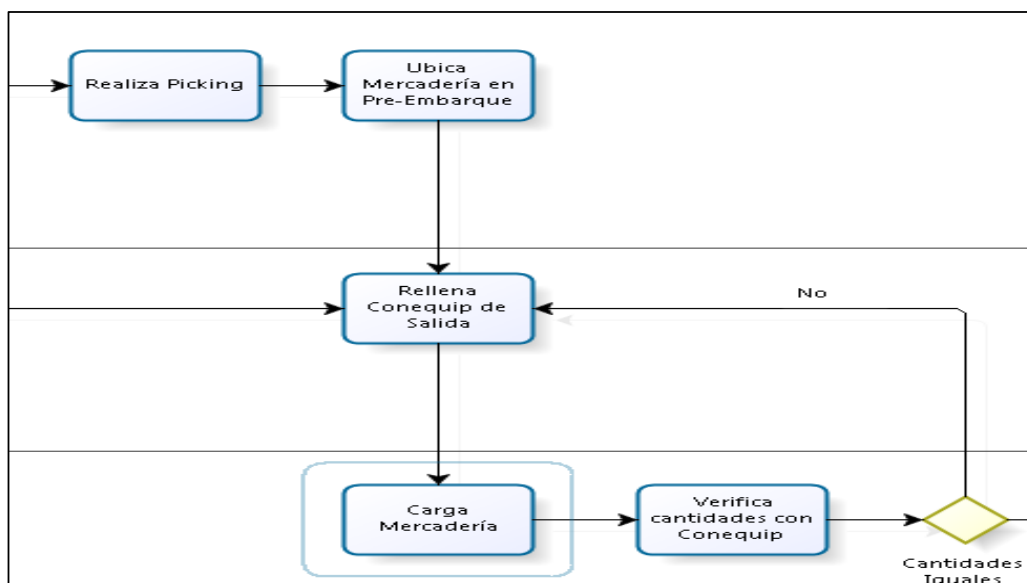 Realiza Picking
Ubica
Mercadería en
Pre-Embarque
Rellena
Conequip de
Salida
No
Carga
Mercadería
Verifica
cantidades con
Conequip
Cantidades
Iguales